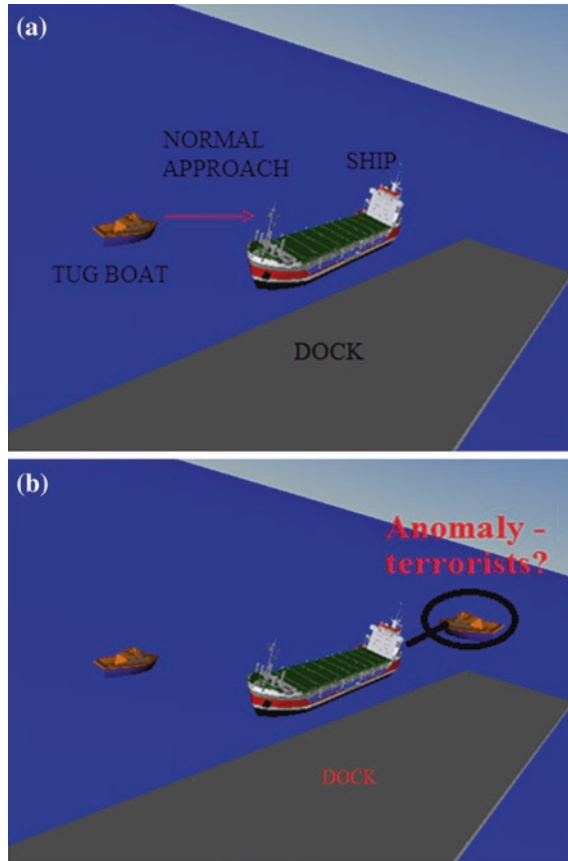 (a)
NORMAL
APPROACH
SHIP
TUG BOAT
DOCK
(b)
Anomaly -
terrorists?
DOCK